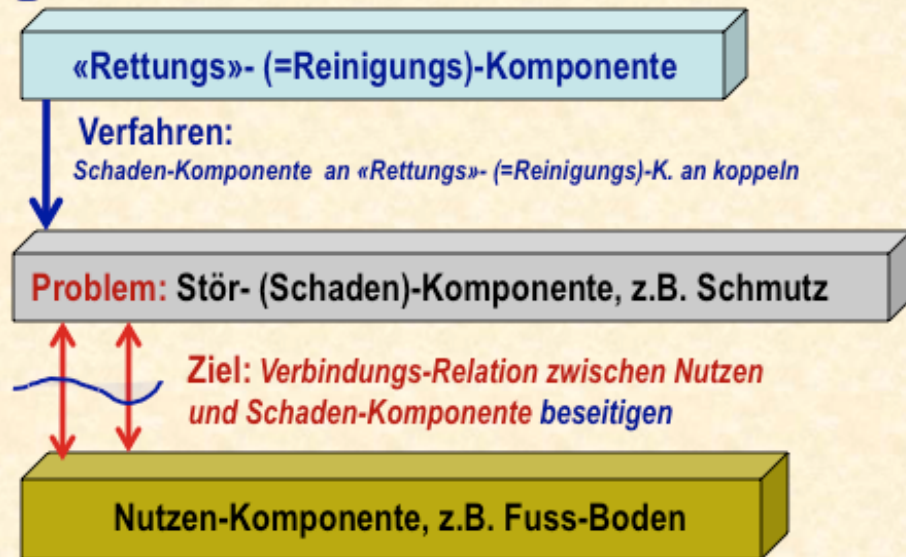 «Rettungs»- (=Reinigungs)-Komponente
Verfahren:
Schaden-Komponente an «Rettungs»- (=Reinigungs)-K. an koppeln
Problem: Stör- (Schaden)-Komponente, z.B. Schmutz
Ziel: Verbindungs-Relation zwischen Nutzen
und Schaden-Komponente beseitigen
Nutzen-Komponente, z.B. Fuss-Boden